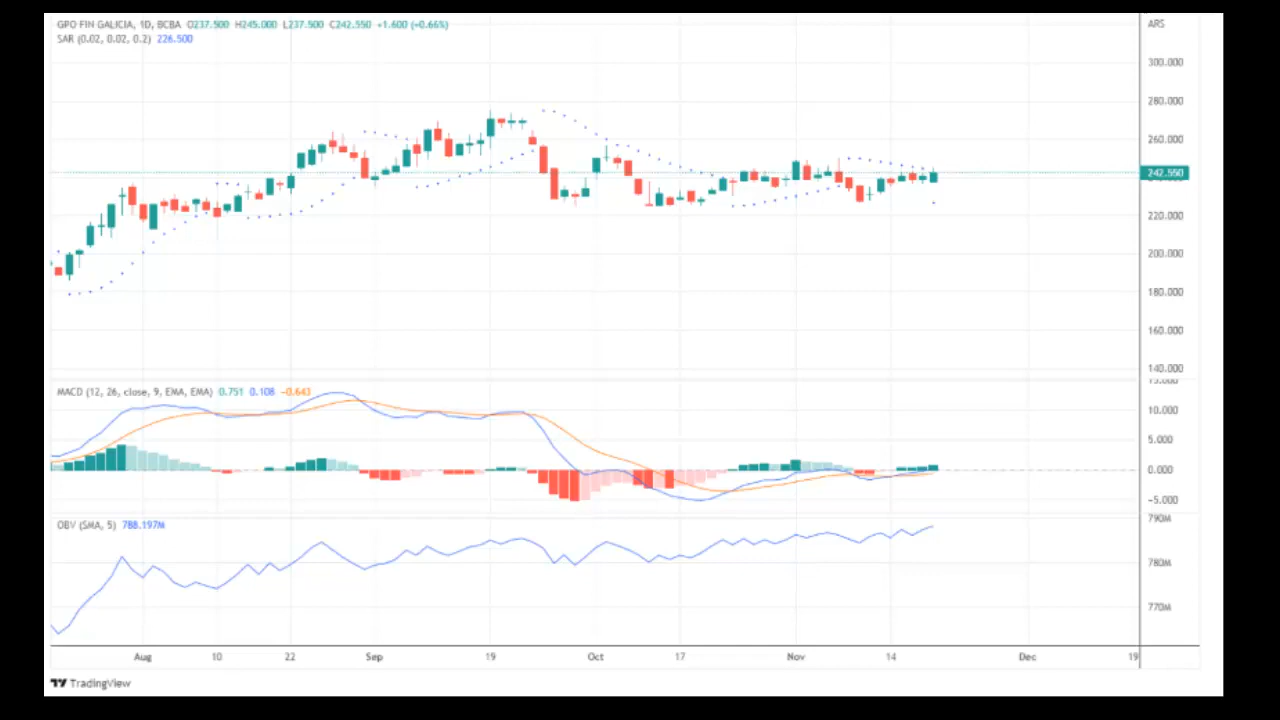 GPO FIN GALICIA, 1D, BCBA O237.500 H245.000 L237.500 C242.550 +1.600 (+0.66%)
SAR (0.02, 0.02, 0.2) 226.500
ARS
300.000
280.000
260.000
242.550
220.000
200.000
180.000
160.000
140.000
MACD (12, 26, close, 9, EMA, EMA) 0.751 0.108 −0.643
10.000
5.000
0.000
−5.000
OBV (SMA, 5) 788.197M
790M
780M
770M
Aug 10 22 Sep 19 Oct 17 Nov 14 Dec 19
TradingView